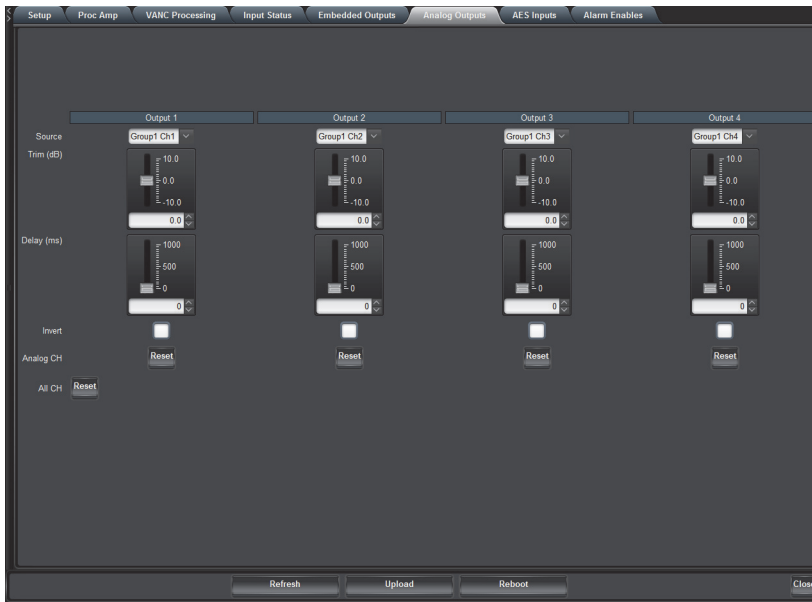 Setup Proc Amp VANC Processing Input Status Embedded Outputs Analog Outputs AES Inputs Alarm Enables
Output 1 Output 2 Output 3 Output 4
Source Group1 Ch1 Group1 Ch2 Group1 Ch3 Group1 Ch4
Trim (dB) 10.0 10.0 10.0 10.0
0.0 0.0 0.0 0.0
-10.0 -10.0 -10.0 -10.0
0.0 0.0 0.0 0.0
Delay (ms) 1000 1000 1000 1000
500 500 500 500
0 0 0 0
0 0 0 0
Invert
Analog CH Reset Reset Reset Reset
All CH Reset
Refresh Upload Reboot Close